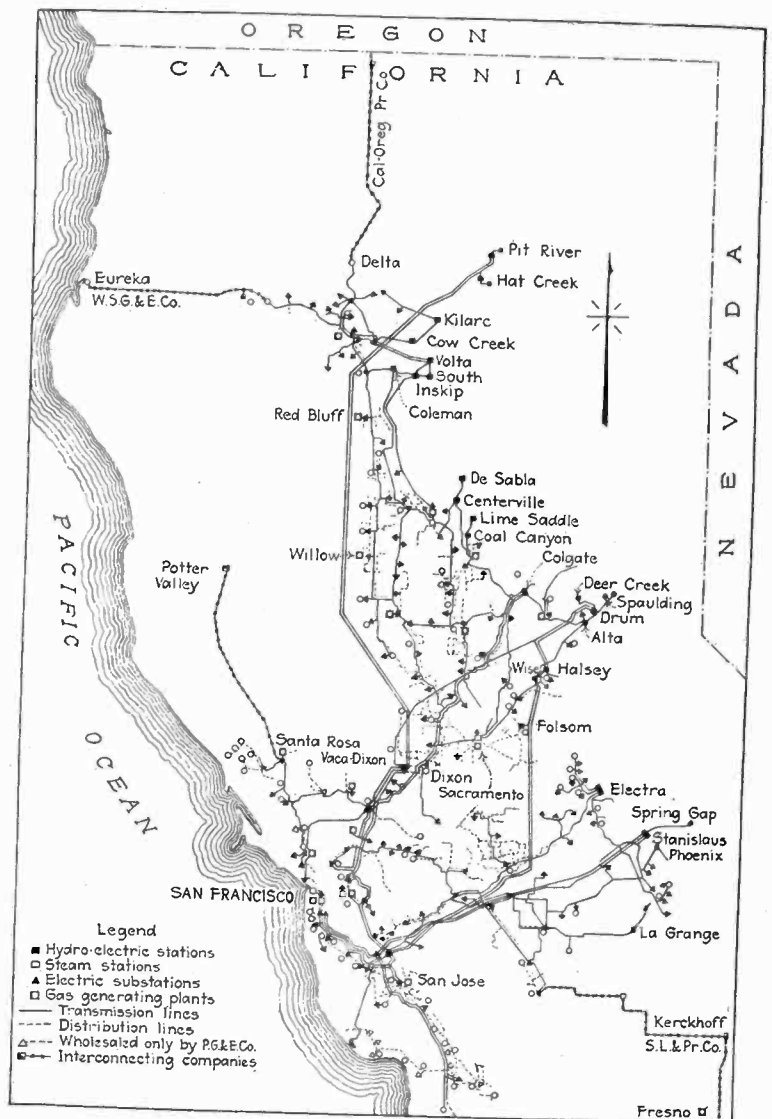 OREGON
CALIFORNIA
Cal-Oreg Pr Co
NEVADA
Pit River
Delta
Hat Creek
Eureka
W.S.G.& E.Co.
Kilarc
Cow Creek
Volta
South
Inskip
Red Bluff
Coleman
De Sabla
Centerville
Lime Saddle
Coal Canyon
Willow
Colgate
Potter
Valley
Deer Creek
Spaulding
Drum
Alta
Wise
Halsey
PACIFIC
OCEAN
Folsom
Santa Rosa
Vaca-Dixon
Dixon
Sacramento
Electra
Spring Gap
Stanislaus
Phoenix
SAN FRANCISCO
La Grange
San Jose
Legend
Hydro-electric stations
Steam stations
Electric substations
Gas generating plants
Transmission lines
Distribution lines
Wholesaled only by P.G.&E.Co.
Interconnecting companies
Kerckhoff
S.L.& Pr.Co.
Fresno